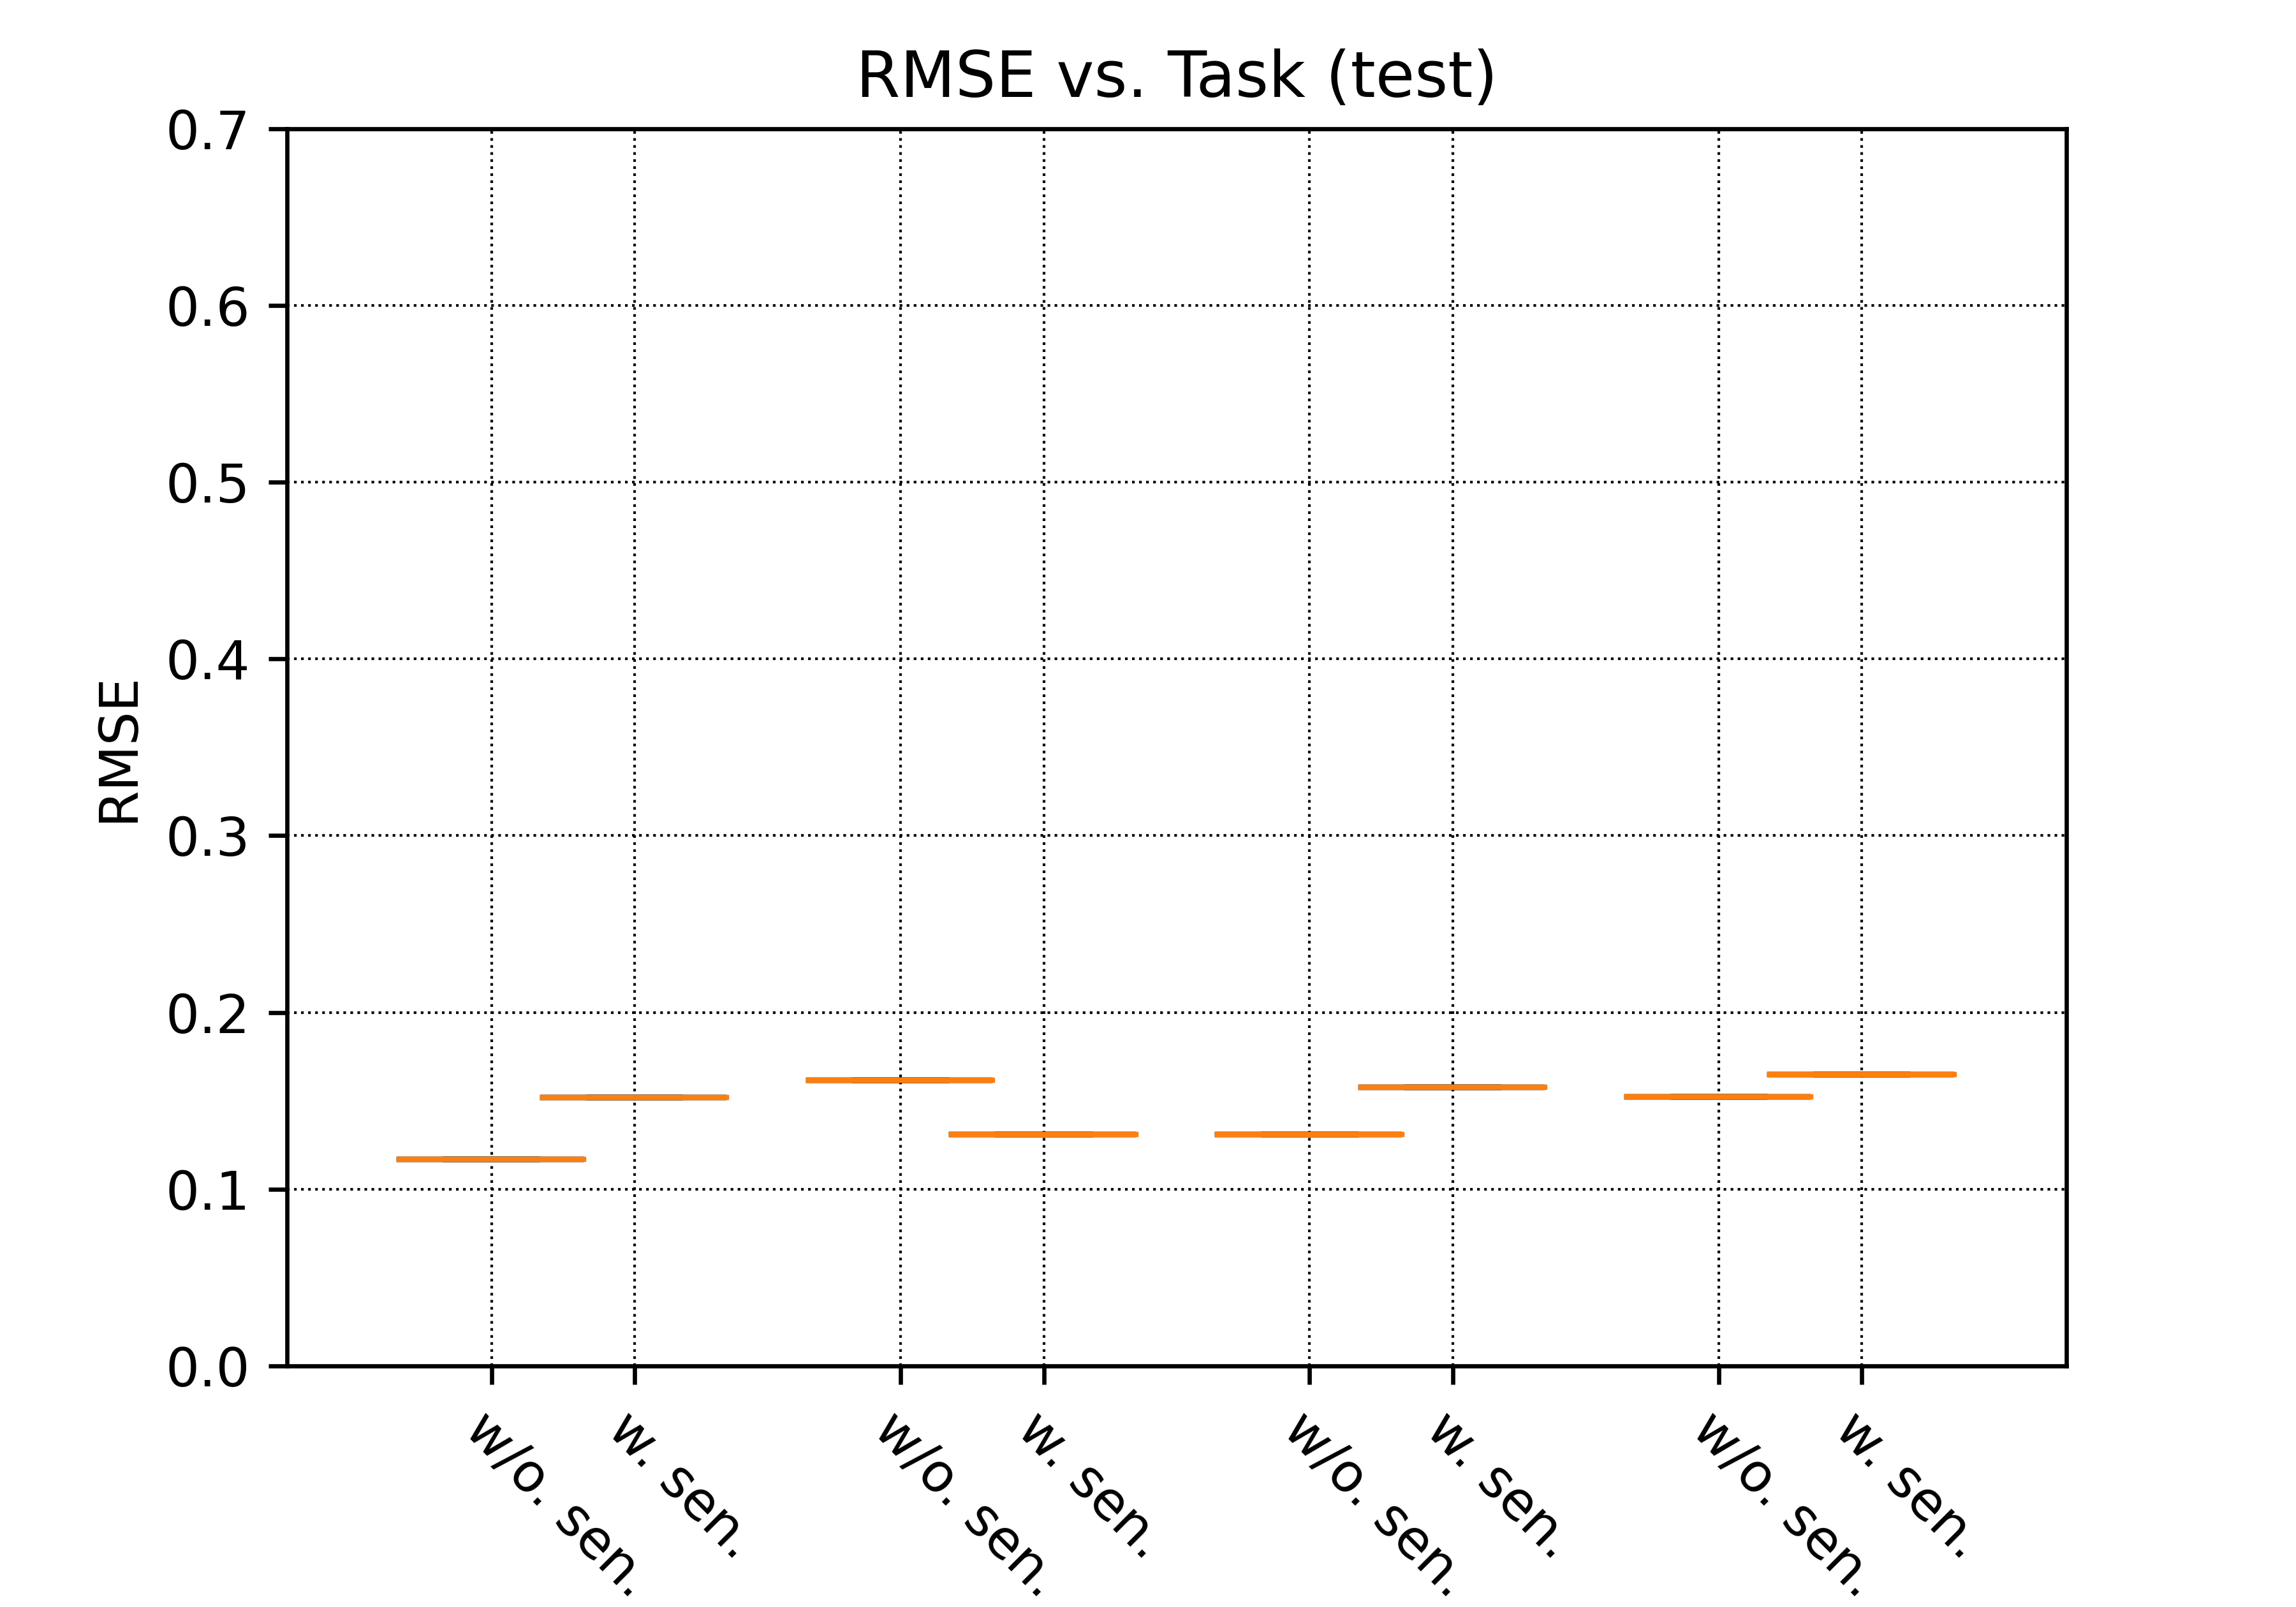 RMSE vs. Task (test)
RMSE
0.7
0.6
0.5
0.4
0.3
0.2
0.1
0.0
w/o. sen.
w. sen.
w/o. sen.
w. sen.
w/o. sen.
w. sen.
w/o. sen.
w. sen.